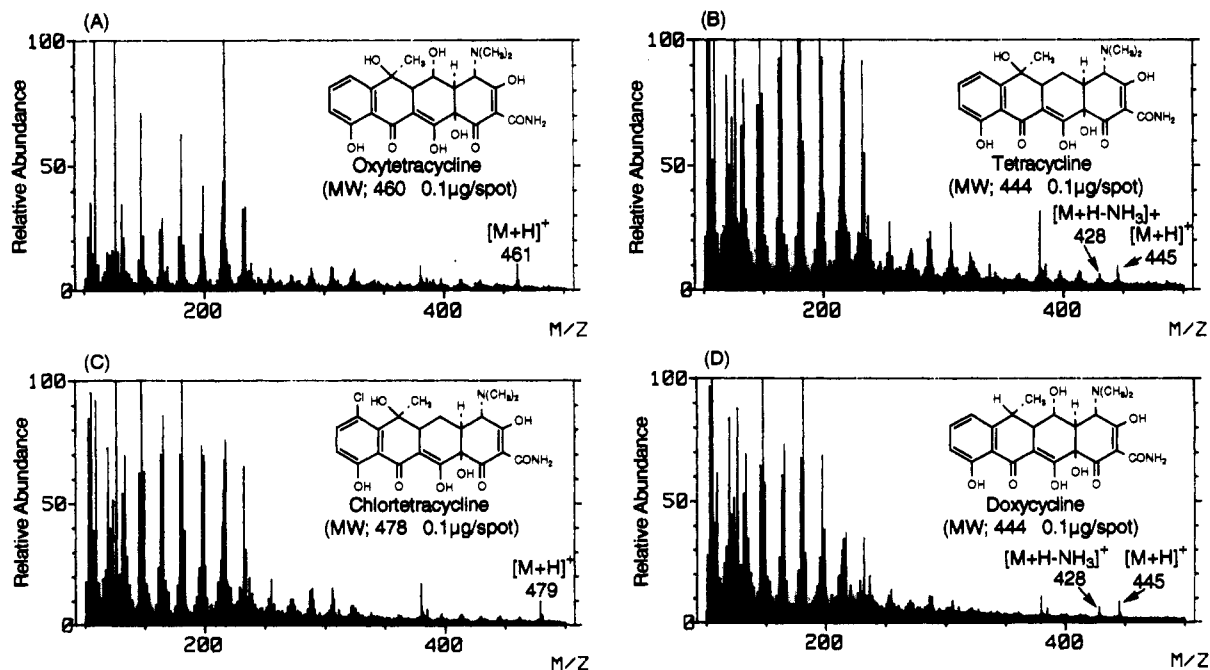 (A)
Relative Abundance
100
50
0
200
400
M/Z
HO
CH₃
OH
H
N(CH₃)₂
OH
CONH₂
OH
O
OH
OH
O
Oxytetracycline
(MW; 460 0.1µg/spot)
[M+H]⁺
461
(B)
Relative Abundance
100
50
0
200
400
M/Z
HO
CH₃
H
N(CH₃)₂
OH
CONH₂
OH
O
OH
OH
O
Tetracycline
(MW; 444 0.1µg/spot)
[M+H-NH₃]+
428
[M+H]⁺
445
(C)
Relative Abundance
100
50
0
200
400
M/Z
Cl
HO
CH₃
H
N(CH₃)₂
OH
CONH₂
OH
O
OH
OH
O
Chlortetracycline
(MW; 478 0.1µg/spot)
[M+H]⁺
479
(D)
Relative Abundance
100
50
0
200
400
M/Z
H
CH₃
OH
H
N(CH₃)₂
OH
CONH₂
OH
O
OH
OH
O
Doxycycline
(MW; 444 0.1µg/spot)
[M+H-NH₃]⁺
428
[M+H]⁺
445